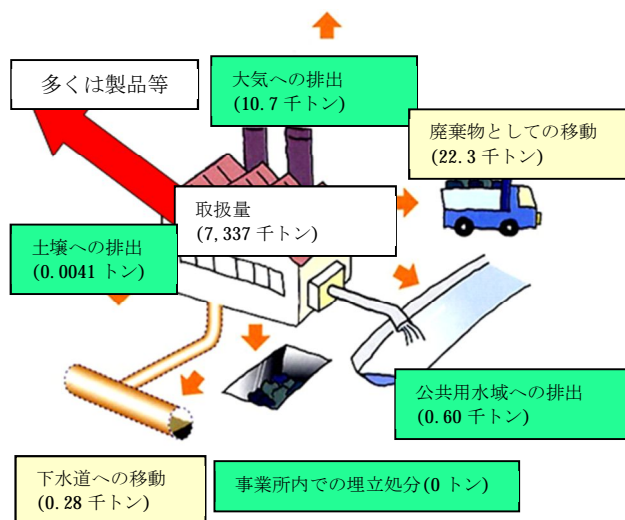 大気への排出
(10.7 千トン)
多くは製品等
廃棄物としての移動
(22.3 千トン)
取扱量
(7,337 千トン)
土壌への排出
(0.0041 トン)
公共用水域への排出
(0.60 千トン)
下水道への移動
(0.28 千トン)
事業所内での埋立処分(0 トン)